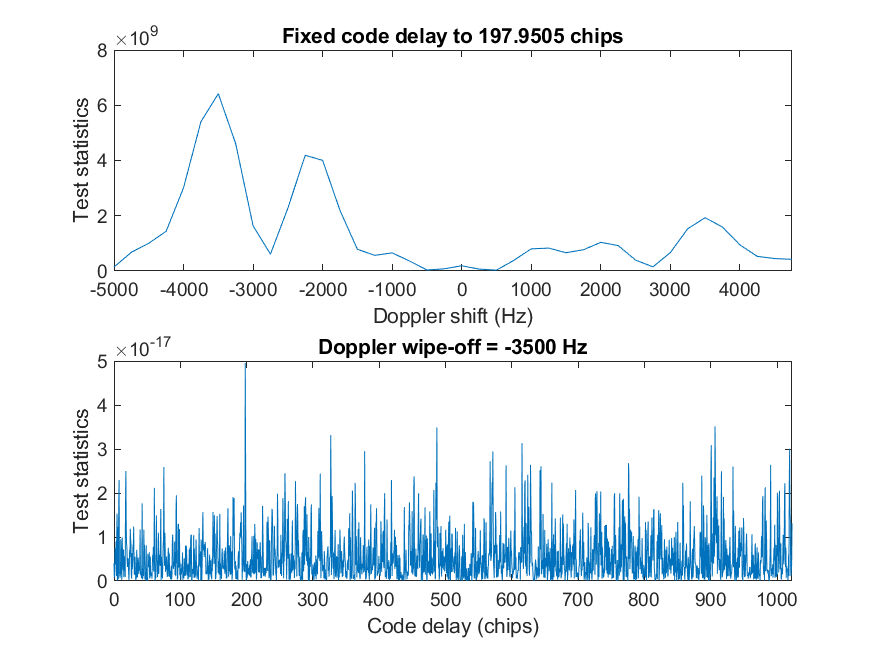 ×10^9
Fixed code delay to 197.9505 chips
8
6
4
2
0
Test statistics
-5000 -4000 -3000 -2000 -1000 0 1000 2000 3000 4000
Doppler shift (Hz)
×10^-17
Doppler wipe-off = -3500 Hz
5
4
3
2
1
0
Test statistics
0 100 200 300 400 500 600 700 800 900 1000
Code delay (chips)